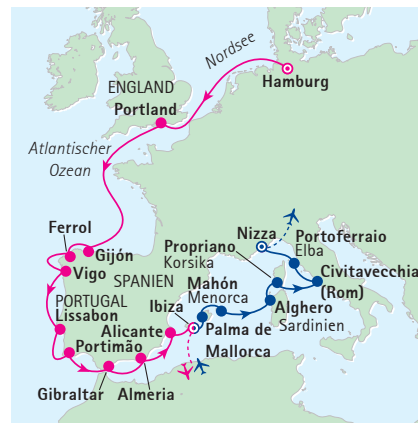 Nordsee
Hamburg
ENGLAND
Portland
Atlantischer
Ozean
Ferrol
Gijón
Vigo
SPANIEN
PORTUGAL
Lissabon
Portimão
Gibraltar
Almeria
Alicante
Ibiza
Palma de
Mallorca
Mahón
Menorca
Propriano
Korsika
Nizza
Portoferraio
Elba
Civitavecchia
(Rom)
Alghero
Sardinien